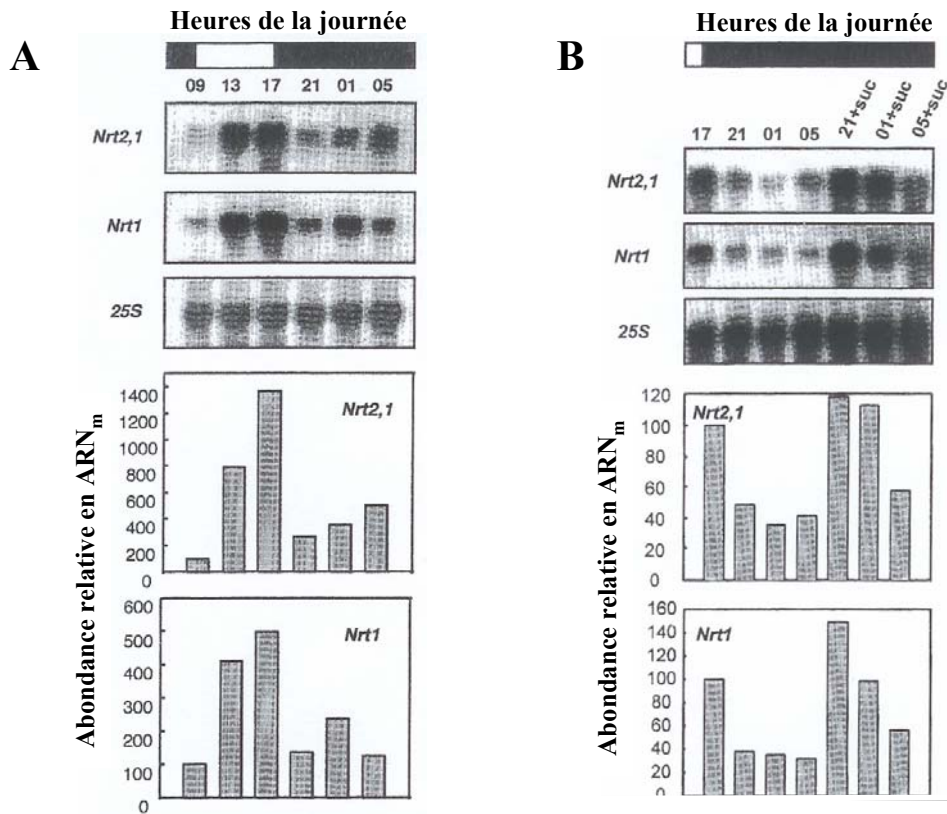 Heures de la journée
A
09 13 17 21 01 05
Nrt2,1
Nrt1
25S
Abondance relative en ARNm
1400
1200
1000
800
600
400
200
0
Nrt2,1
600
500
400
300
200
100
0
Nrt1
Heures de la journée
B
17 21 01 05 21+suc 01+suc 05+suc
Nrt2,1
Nrt1
25S
Abondance relative en ARNm
120
100
80
60
40
20
0
Nrt2,1
160
140
120
100
80
60
40
20
0
Nrt1